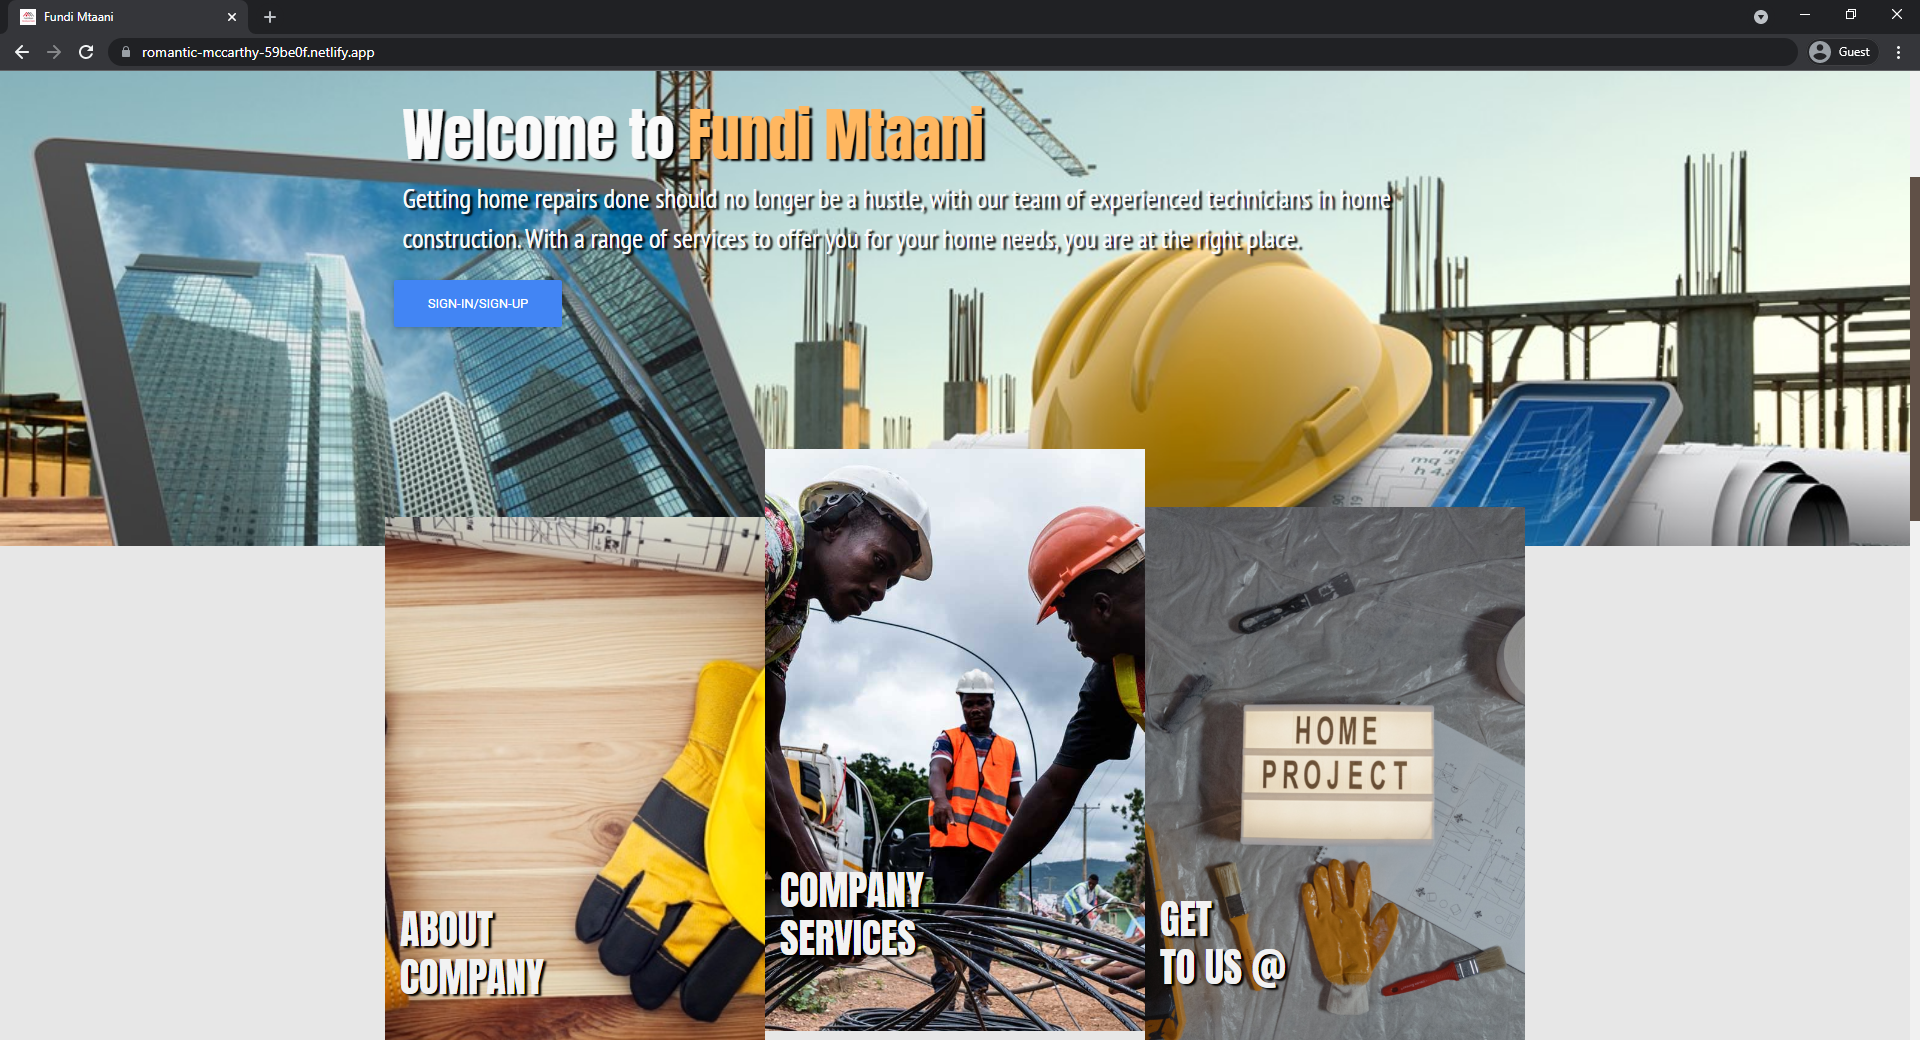 Fundi Mtaani
romantic-mccarthy-59be0f.netlify.app
Guest
Welcome to Fundi Mtaani
Getting home repairs done should no longer be a hustle, with our team of experienced technicians in home
construction. With a range of services to offer you for your home needs, you are at the right place.
SIGN-IN/SIGN-UP
HOME
PROJECT
ABOUT
COMPANY
COMPANY
SERVICES
GET
TO US @